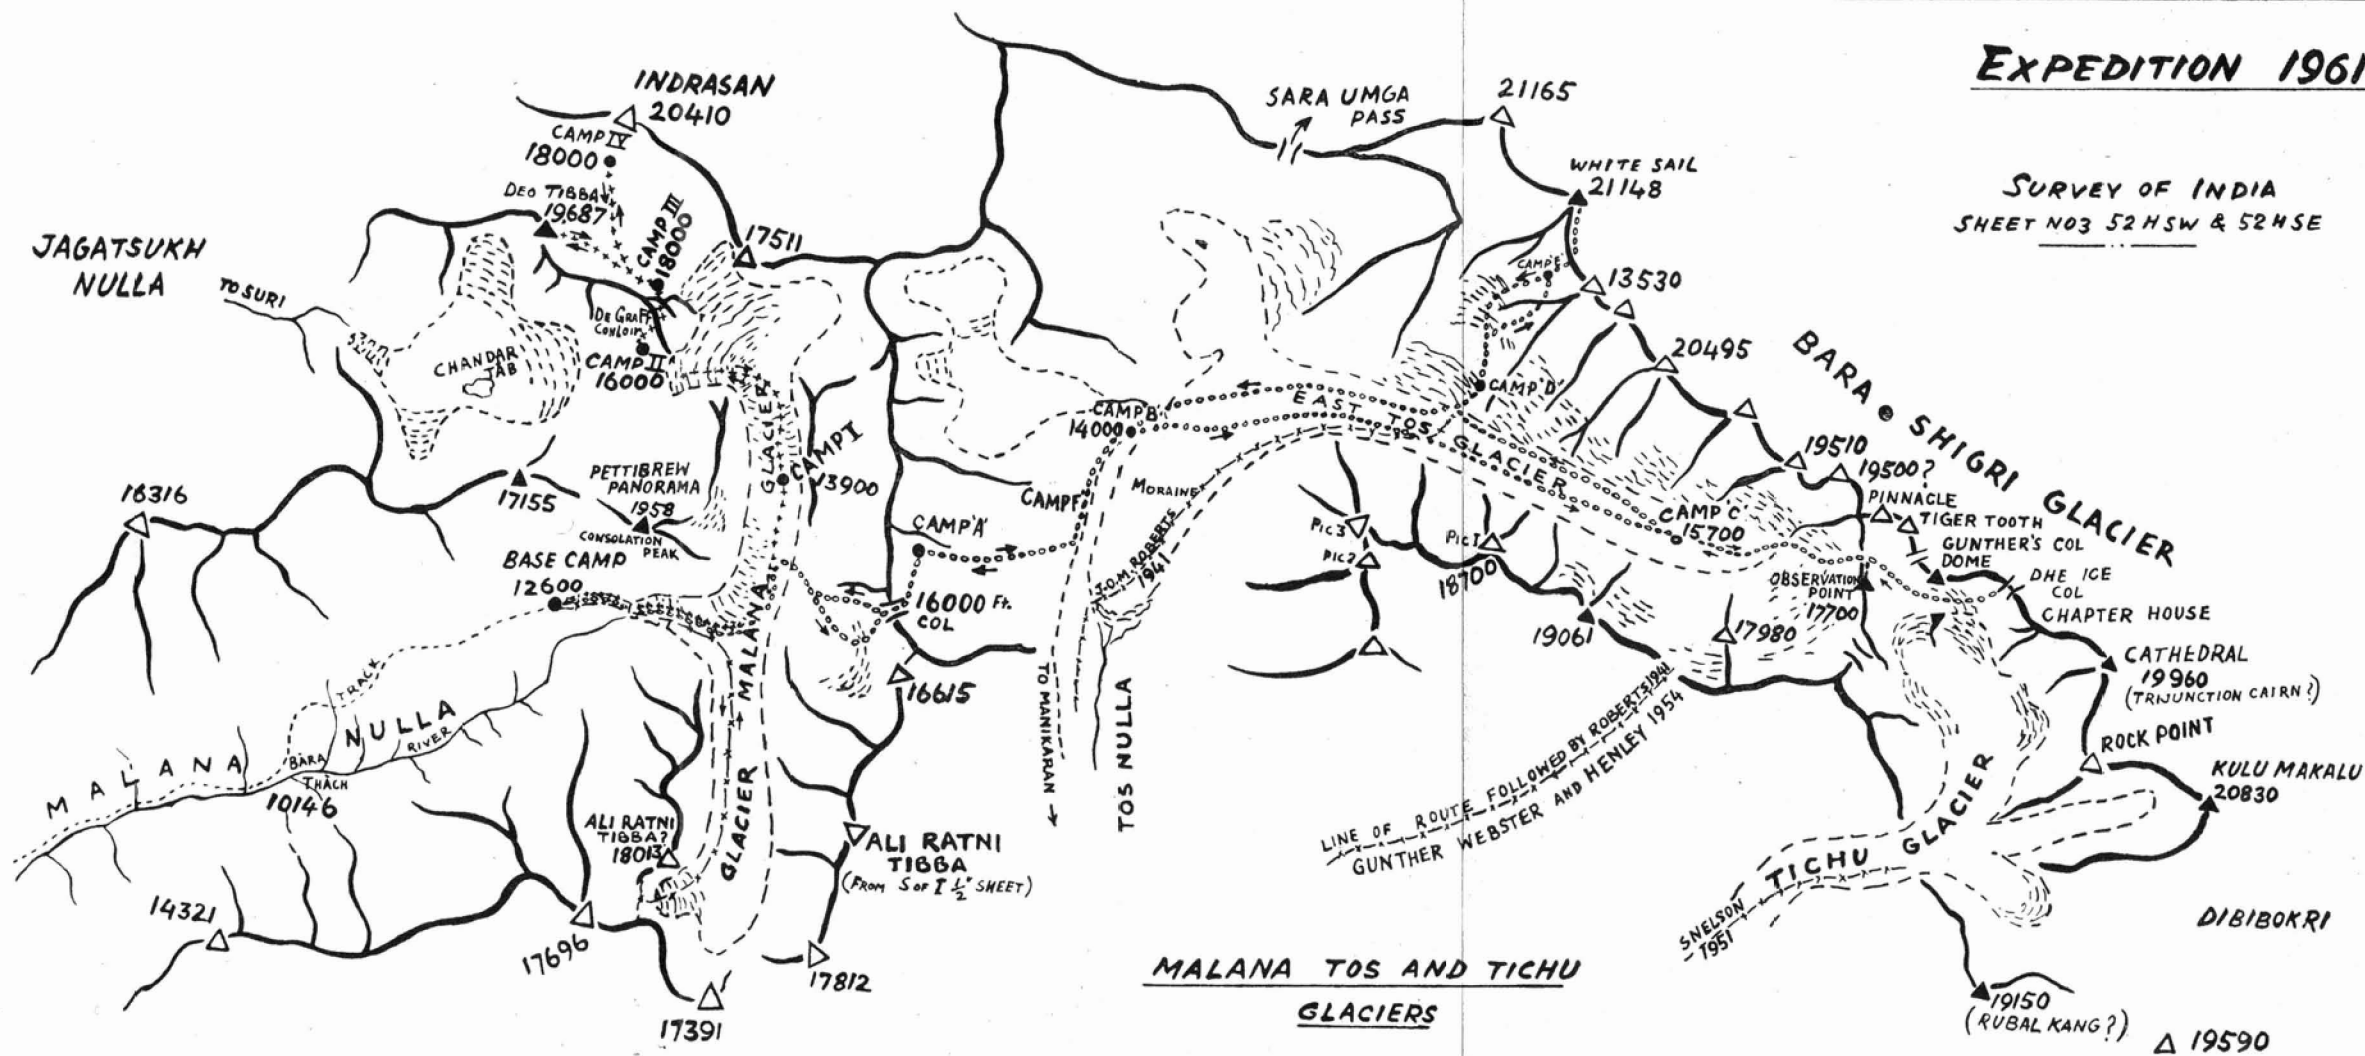 EXPEDITION 1961
SURVEY OF INDIA
SHEET NO3 52HSW & 52HSE
INDRASAN
20410
CAMP IV
18000
DEO TIBBA
19687
CAMP III
18000
17511
JAGATSUKH
NULLA
TO SURI
CHANDAR
TAB
DE GRAFF
CONLOIR
CAMP II
16000
GLACIER
CAMP I
13900
16316
17155
PETTIBREW
PANORAMA
1958
CONSOLATION
PEAK
BASE CAMP
12600
MALANA
GLACIER
TRACK
MALANA NULLA
RIVER
BARA
THACH
10146
14321
17696
17391
17812
ALI RATNI
TIBBA?
18013
ALI RATNI
TIBBA
(FROM S OF I ½" SHEET)
16615
16000 Ft.
COL
CAMP 'A'
CAMP F
CAMP B'
14000
MORAINE
J.O.M. ROBERTS
1941
TO MANIKARAN
TOS NULLA
SARA UMGA
PASS
21165
WHITE SAIL
21148
CAMP 'E'
13530
20495
CAMP 'D'
EAST TOS GLACIER
BARA SHIGRI GLACIER
19510
19500?
PINNACLE
TIGER TOOTH
GUNTHER'S COL
DOME
DHE ICE
COL
CHAPTER HOUSE
CATHEDRAL
19960
(TRIJUNCTION CAIRN?)
ROCK POINT
KULU MAKALU
20830
CAMP 'C'
15700
OBSERVATION
POINT
17700
PIC 3
PIC 2
PIC I
18700
19061
17980
LINE OF ROUTE FOLLOWED BY ROBERTS 1941
GUNTHER WEBSTER AND HENLEY 1954
SNELSON
1951
TICHU GLACIER
DIBIBOKRI
19150
(RUBAL KANG?)
19590
MALANA TOS AND TICHU
GLACIERS